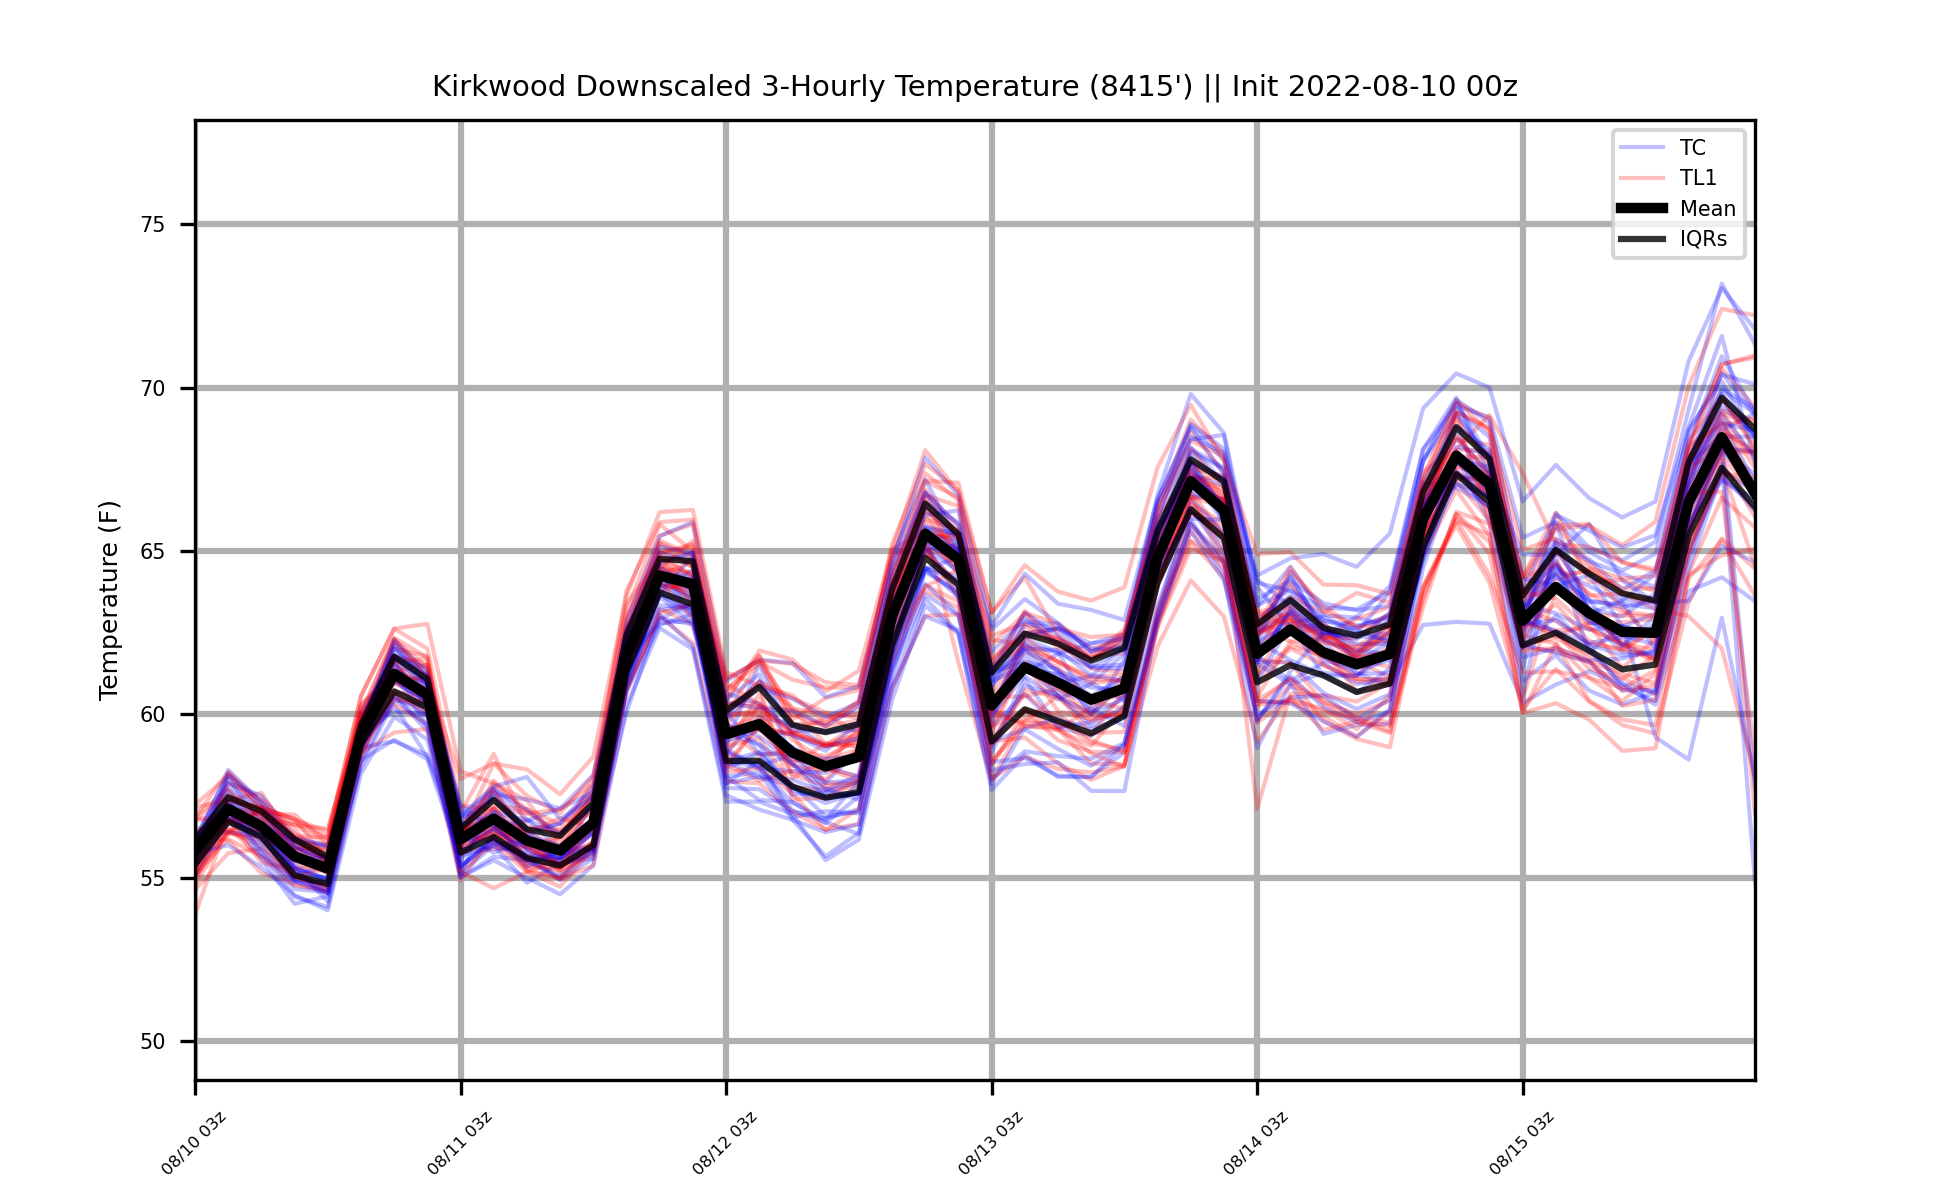 Kirkwood Downscaled 3-Hourly Temperature (8415') || Init 2022-08-10 00z
TC
TL1
Mean
IQRs
Temperature (F)
75
70
65
60
55
50
08/10 03z
08/11 03z
08/12 03z
08/13 03z
08/14 03z
08/15 03z